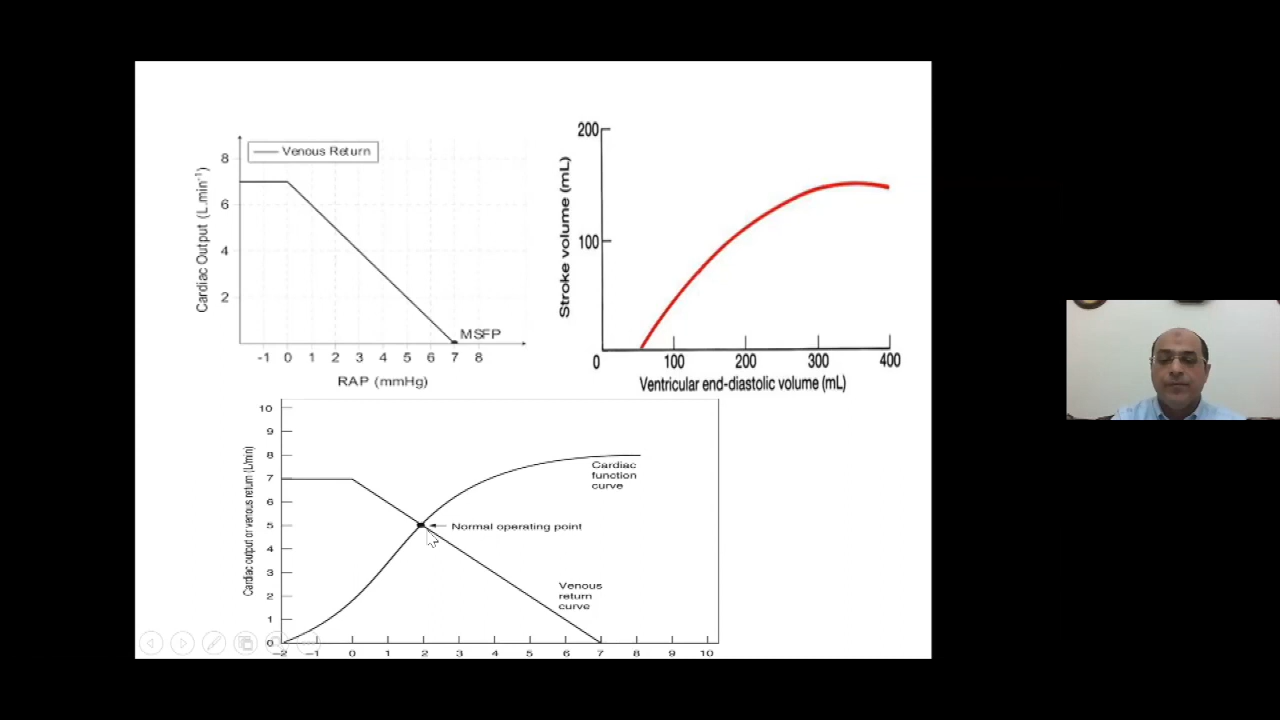 Venous Return
8
6
4
2
Cardiac Output (L.min⁻¹)
MSFP
-1 0 1 2 3 4 5 6 7 8
RAP (mmHg)
200
100
Stroke volume (mL)
0 100 200 300 400
Ventricular end-diastolic volume (mL)
10
9
8
7
6
5
4
3
2
1
0
Cardiac output or venous return (L/min)
Cardiac
function
curve
Normal operating point
Venous
return
curve
–2 –1 0 1 2 3 4 5 6 7 8 9 10